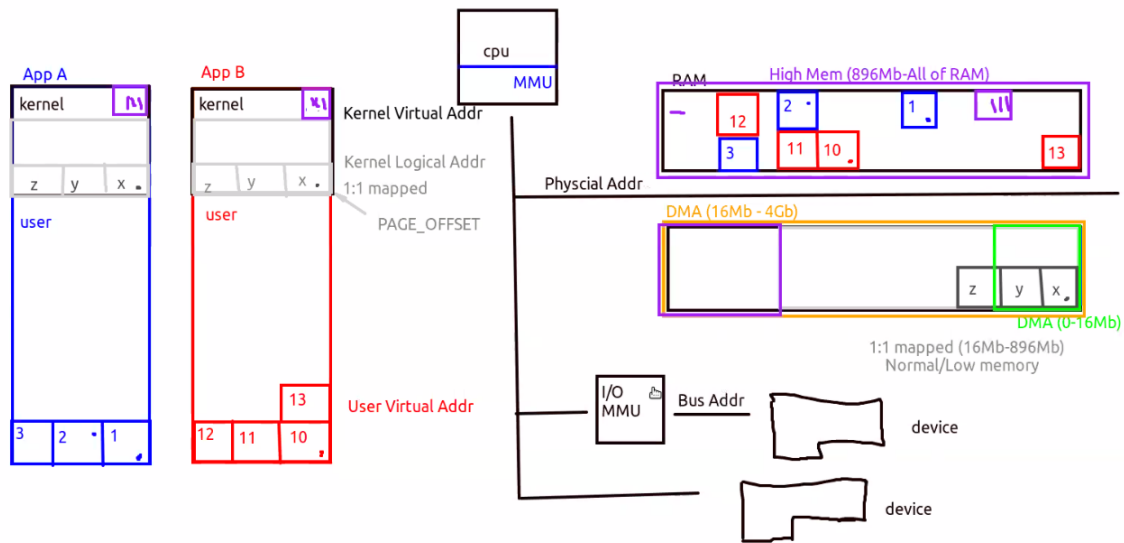 cpu
MMU
App A
App B
RAM
High Mem (896Mb-All of RAM)
kernel
kernel
Kernel Virtual Addr
12
2
1
3
11
10
13
Kernel Logical Addr
1:1 mapped
z
y
x
z
y
x
Physcial Addr
user
user
PAGE_OFFSET
DMA (16Mb - 4Gb)
z
y
x
DMA (0-16Mb)
1:1 mapped (16Mb-896Mb)
Normal/Low memory
I/O
MMU
Bus Addr
device
13
User Virtual Addr
3
2
1
12
11
10
device